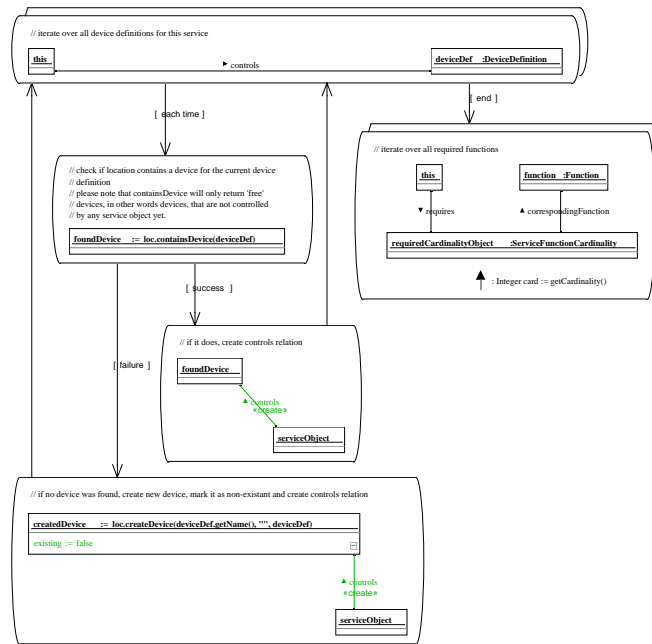 // iterate over all device definitions for this service
this
deviceDef :DeviceDefinition
► controls
[ each time ]
[ end ]
// check if location contains a device for the current device
// definition
// please note that containsDevice will only return 'free'
// devices, in other words devices, that are not controlled
// by any service object yet.
foundDevice := loc.containsDevice(deviceDef)
// iterate over all required functions
this
function :Function
▼ requires
▲ correspondingFunction
requiredCardinalityObject :ServiceFunctionCardinality
: Integer card := getCardinality()
[ success ]
[ failure ]
// if it does, create controls relation
foundDevice
▲ controls
«create»
serviceObject
// if no device was found, create new device, mark it as non-existant and create controls relation
createdDevice := loc.createDevice(deviceDef.getName(), "", deviceDef)
existing := false
▲ controls
«create»
serviceObject